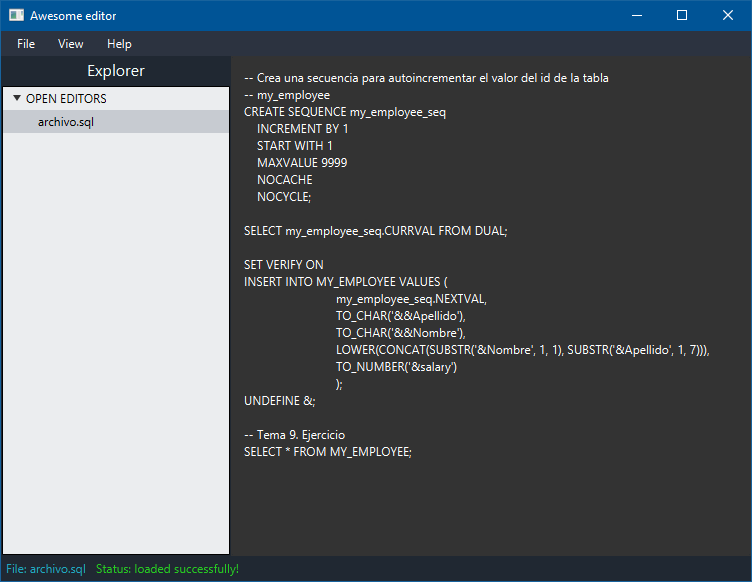 Awesome editor
File View Help
Explorer
OPEN EDITORS
archivo.sql
-- Crea una secuencia para autoincrementar el valor del id de la tabla
-- my_employee
CREATE SEQUENCE my_employee_seq
INCREMENT BY 1
START WITH 1
MAXVALUE 9999
NOCACHE
NOCYCLE;
SELECT my_employee_seq.CURRVAL FROM DUAL;
SET VERIFY ON
INSERT INTO MY_EMPLOYEE VALUES (
my_employee_seq.NEXTVAL,
TO_CHAR('&&Apellido'),
TO_CHAR('&&Nombre'),
LOWER(CONCAT(SUBSTR('&Nombre', 1, 1), SUBSTR('&Apellido', 1, 7))),
TO_NUMBER('&salary')
);
UNDEFINE &;
-- Tema 9. Ejercicio
SELECT * FROM MY_EMPLOYEE;
File: archivo.sql Status: loaded successfully!